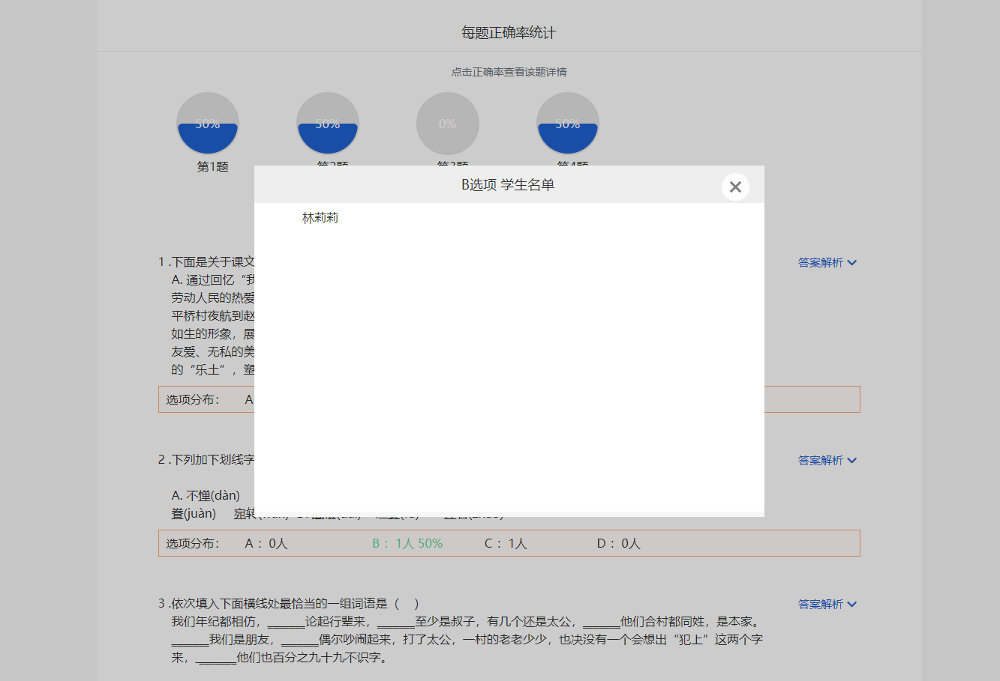 每题正确率统计
点击正确率查看该题详情
50% 50% 0% 50%
第1题 第2题 第3题 第4题
B选项 学生名单
林莉莉
1 .下面是关于课文
答案解析
A. 通过回忆“我
劳动人民的热爱
平桥村夜航到赵
如生的形象，展
友爱、无私的美
的“乐土”，塑
选项分布： A
2 .下列加下划线字
答案解析
A. 不惮(dàn)
眷(juàn) 宛转
选项分布： A ：0人 B ：1人 50% C ：1人 D ：0人
3 .依次填入下面横线处最恰当的一组词语是（ ）
答案解析
我们年纪都相仿，______论起行辈来，______至少是叔子，有几个还是太公，______他们合村都同姓，是本家。
______我们是朋友，______偶尔吵闹起来，打了太公，一村的老老少少，也决没有一个会想出“犯上”这两个字
来，______他们也百分之九十九不识字。